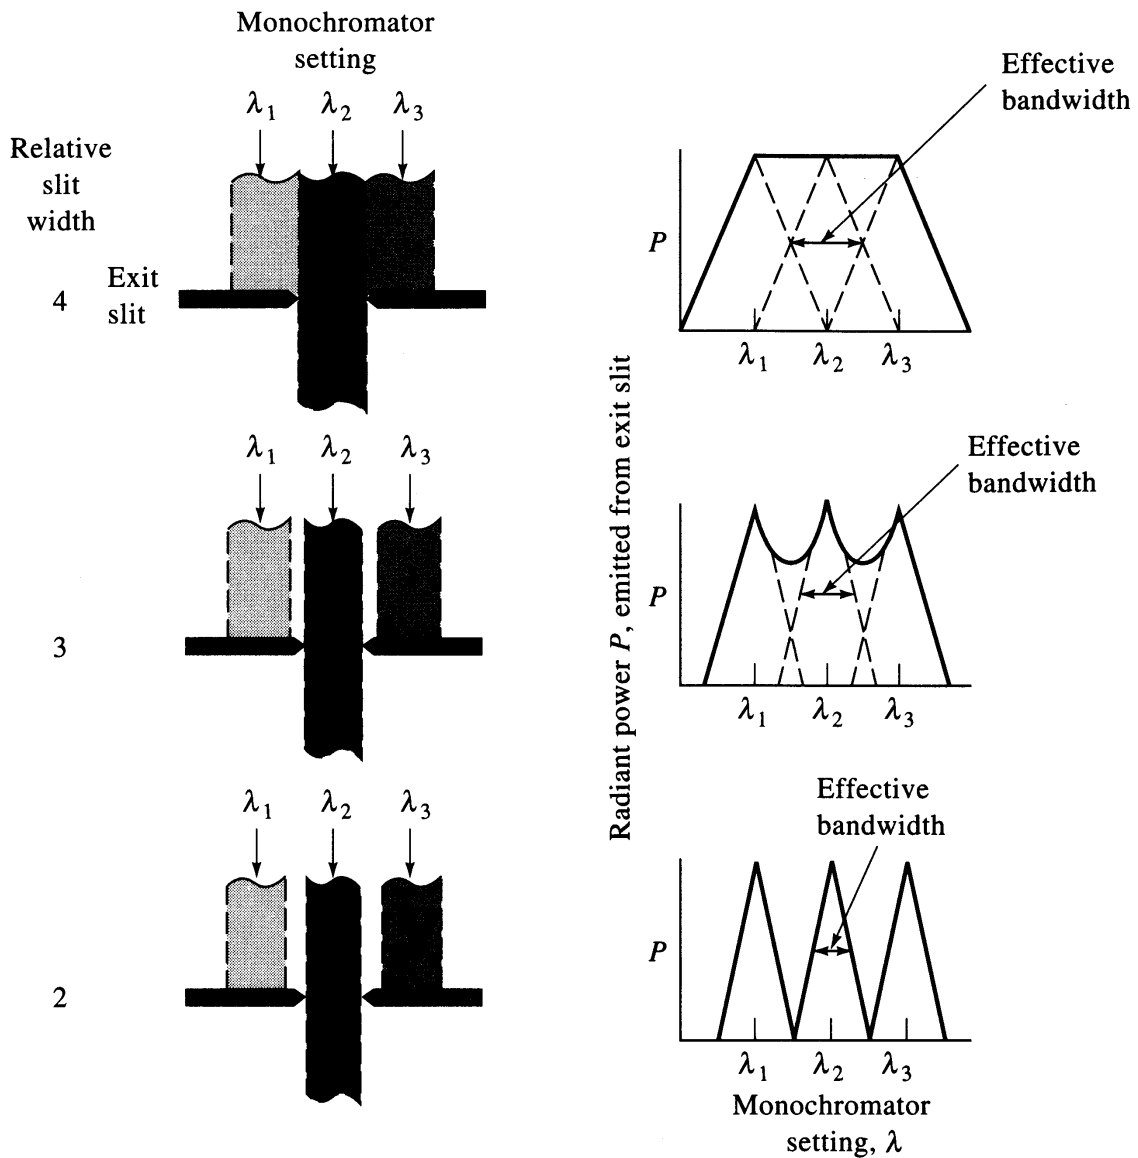 Monochromator
setting
λ1 λ2 λ3
Relative
slit
width
Exit
slit
4
Effective
bandwidth
P
λ1 λ2 λ3
λ1 λ2 λ3
3
Effective
bandwidth
P
λ1 λ2 λ3
Radiant power P, emitted from exit slit
λ1 λ2 λ3
2
Effective
bandwidth
P
λ1 λ2 λ3
Monochromator
setting, λ